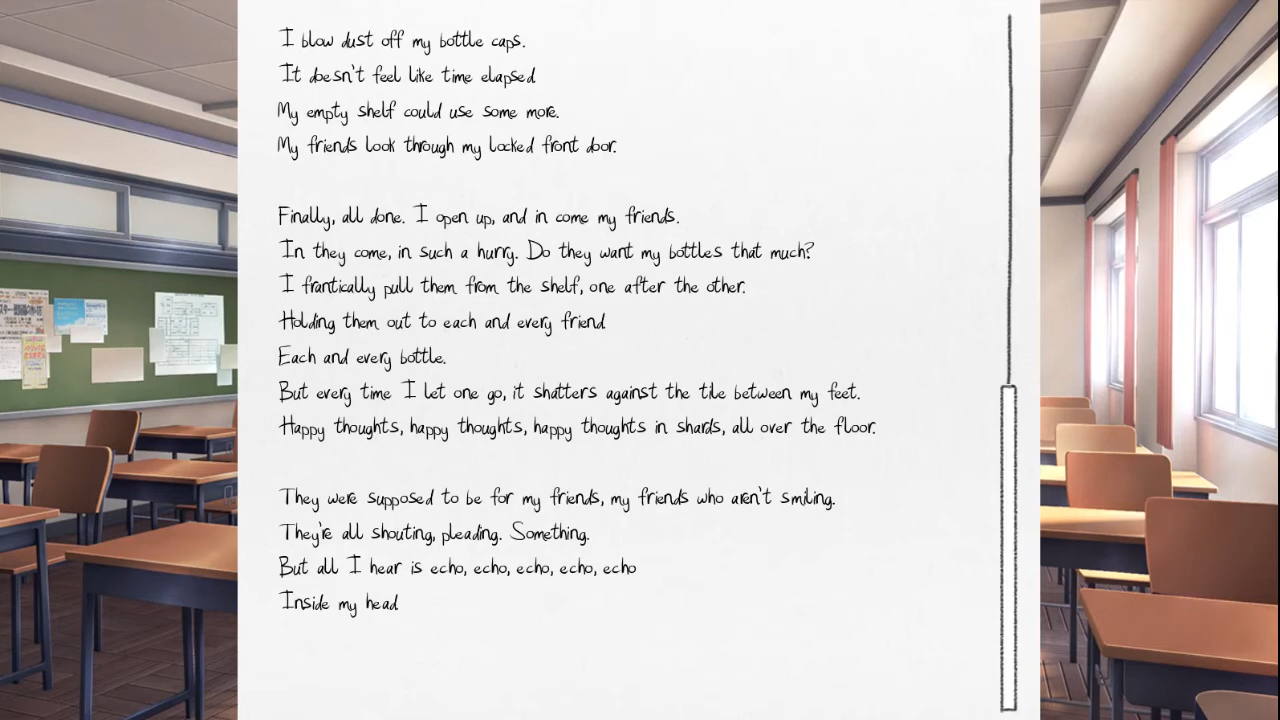 I blow dust off my bottle caps.
It doesn't feel like time elapsed
My empty shelf could use some more.
My friends look through my locked front door.
Finally, all done. I open up, and in come my friends.
In they come, in such a hurry. Do they want my bottles that much?
I frantically pull them from the shelf, one after the other.
Holding them out to each and every friend
Each and every bottle.
But every time I let one go, it shatters against the tile between my feet.
Happy thoughts, happy thoughts, happy thoughts in shards, all over the floor.
They were supposed to be for my friends, my friends who aren't smiling.
They're all shouting, pleading. Something.
But all I hear is echo, echo, echo, echo, echo
Inside my head